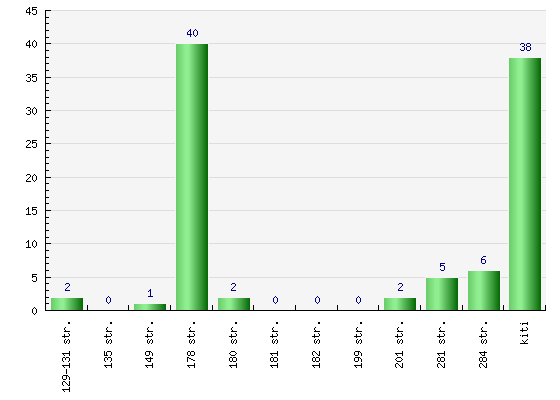 45
40
35
30
25
20
15
10
5
0
2
0
1
40
2
0
0
0
2
5
6
38
129-131 str.
135 str.
149 str.
178 str.
180 str.
181 str.
182 str.
199 str.
201 str.
281 str.
284 str.
kiti